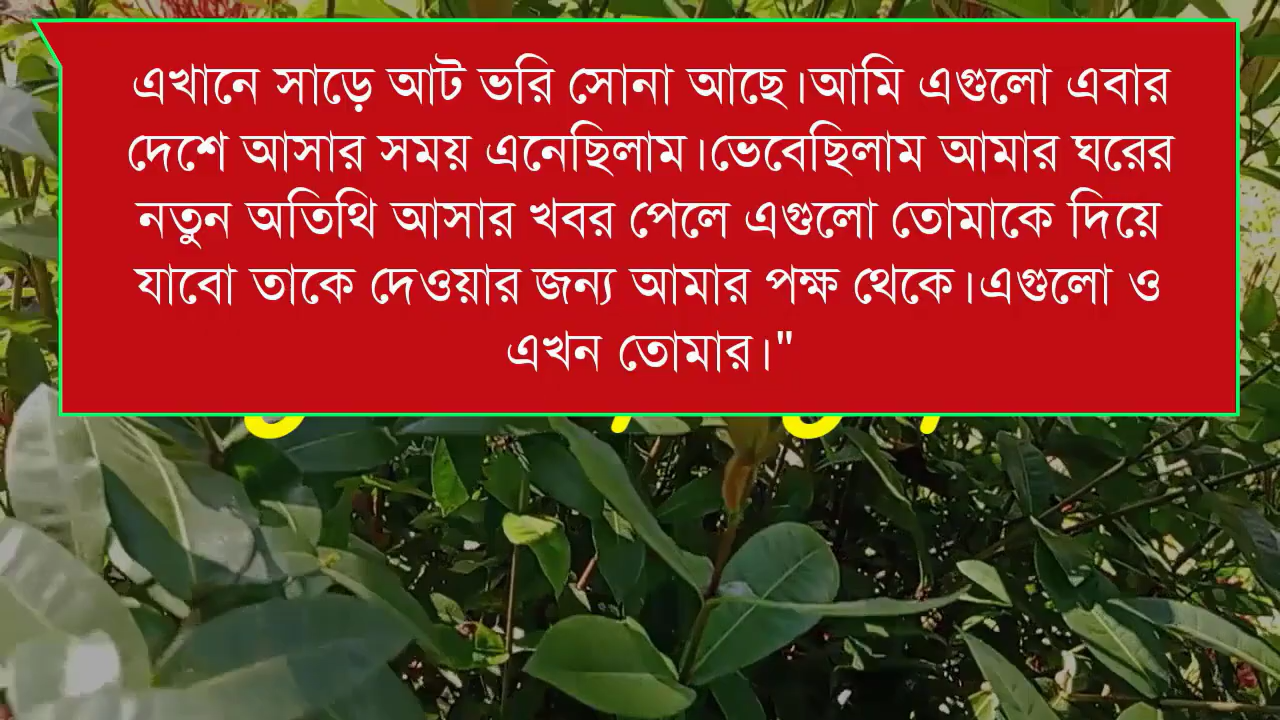 এখানে সাড়ে আট ভরি সোনা আছে।আমি এগুলো এবার
দেশে আসার সময় এনেছিলাম।ভেবেছিলাম আমার ঘরের
নতুন অতিথি আসার খবর পেলে এগুলো তোমাকে দিয়ে
যাবো তাকে দেওয়ার জন্য আমার পক্ষ থেকে।এগুলো ও
এখন তোমার।"